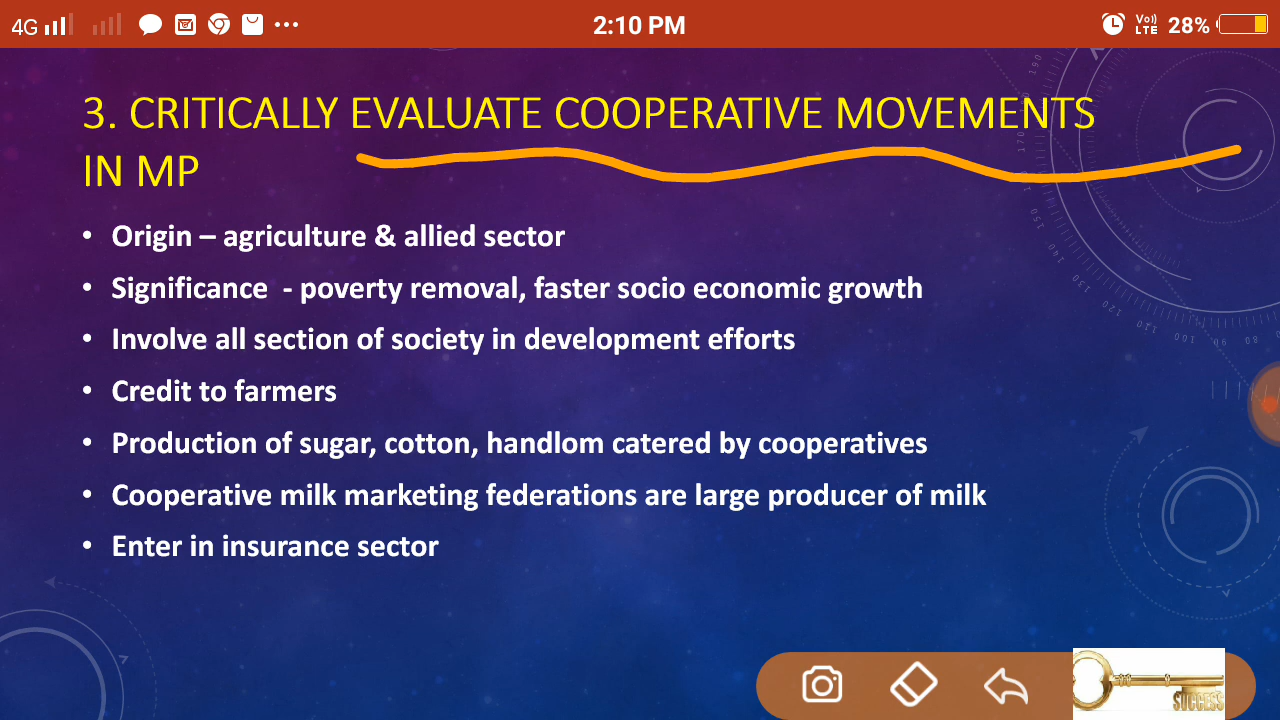 4G 2:10 PM Vo)) LTE 28%
3. CRITICALLY EVALUATE COOPERATIVE MOVEMENTS
IN MP
• Origin – agriculture & allied sector
• Significance - poverty removal, faster socio economic growth
• Involve all section of society in development efforts
• Credit to farmers
• Production of sugar, cotton, handlom catered by cooperatives
• Cooperative milk marketing federations are large producer of milk
• Enter in insurance sector
SUCCESS